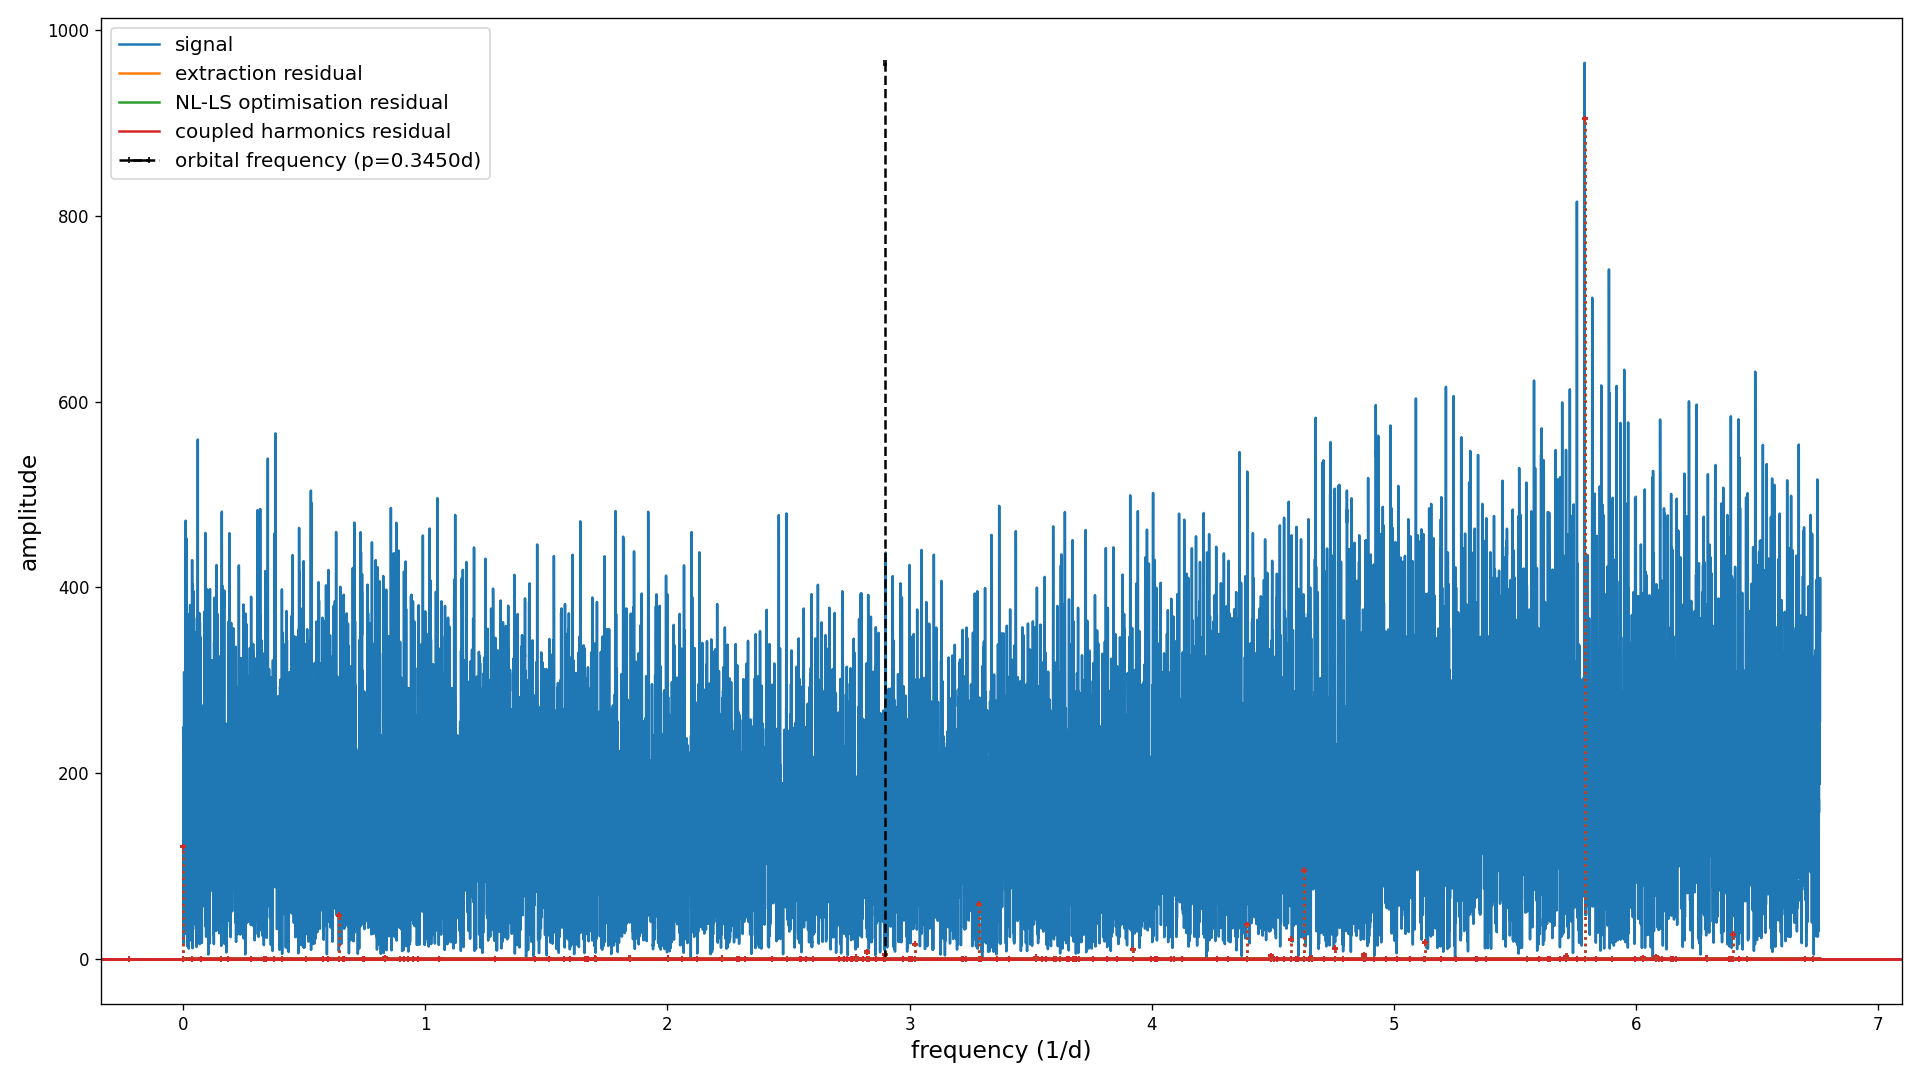 signal
extraction residual
NL-LS optimisation residual
coupled harmonics residual
orbital frequency (p=0.3450d)
1000
800
600
400
200
0
amplitude
0 1 2 3 4 5 6 7
frequency (1/d)